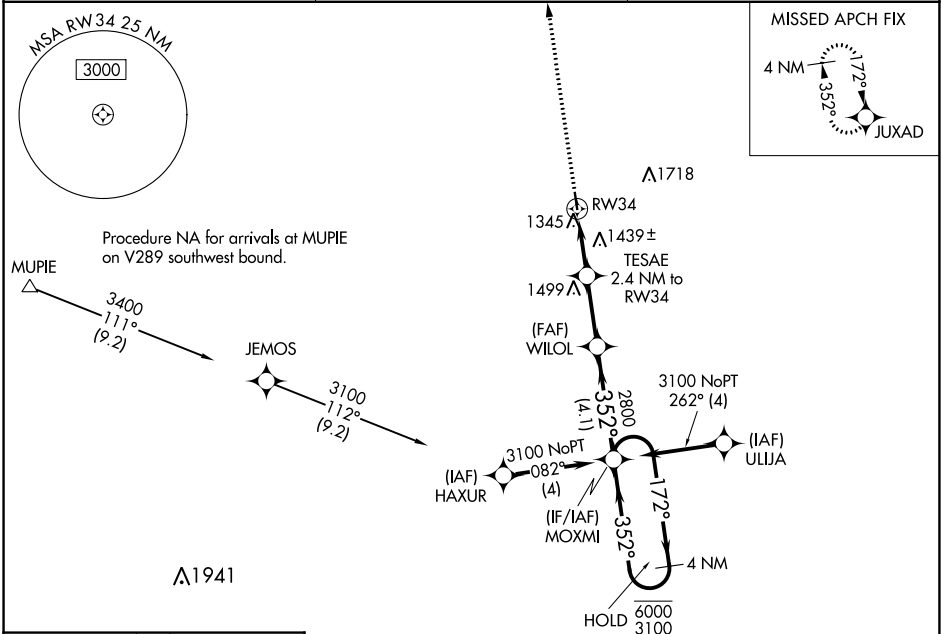 MSA RW34 25 NM
3000
MISSED APCH FIX
4 NM
172°
352°
JUXAD
1718
RW34
1345
1439±
TESAE
2.4 NM to
RW34
1499
Procedure NA for arrivals at MUPIE
on V289 southwest bound.
MUPIE
3400
111°
(9.2)
JEMOS
3100
112°
(9.2)
(FAF)
WILOL
2800
352°
(4.1)
3100 NoPT
262° (4)
(IAF)
ULIJA
3100 NoPT
082°
(4)
(IAF)
HAXUR
(IF/IAF)
MOXMI
352°
172°
4 NM
HOLD
6000
3100
1941